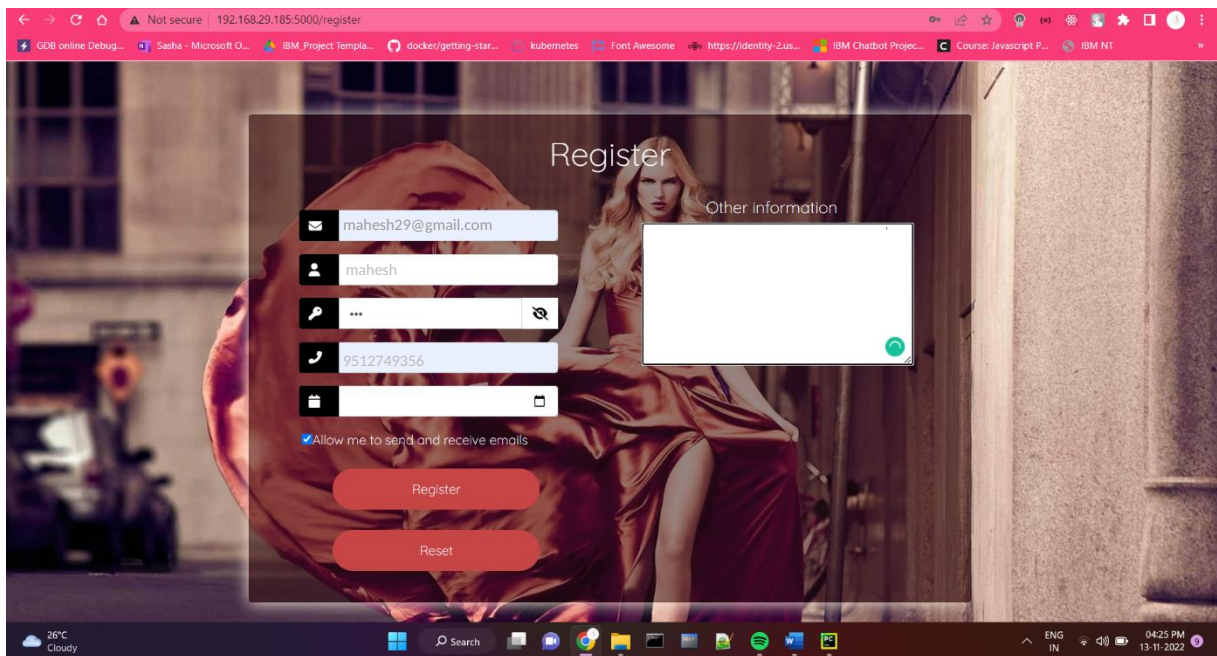 Not secure 192.168.29.185:5000/register
GDB online Debug... Sasha - Microsoft O... IBM_Project Templa... docker/getting-star... kubernetes Font Awesome https://identity-2.us... IBM Chatbot Projec... Course: Javascript P... IBM NT
Register
mahesh29@gmail.com
mahesh
9512749356
Allow me to send and receive emails
Register
Reset
Other information
26°C
Cloudy
Search
ENG
IN
04:25 PM
13-11-2022
9